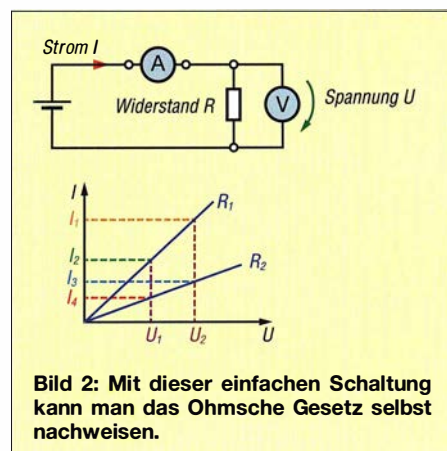 Strom I
A
Widerstand R
V
Spannung U
I
R₁
I₁
I₂
R₂
I₃
I₄
U₁ U₂ U
Bild 2: Mit dieser einfachen Schaltung
kann man das Ohmsche Gesetz selbst
nachweisen.